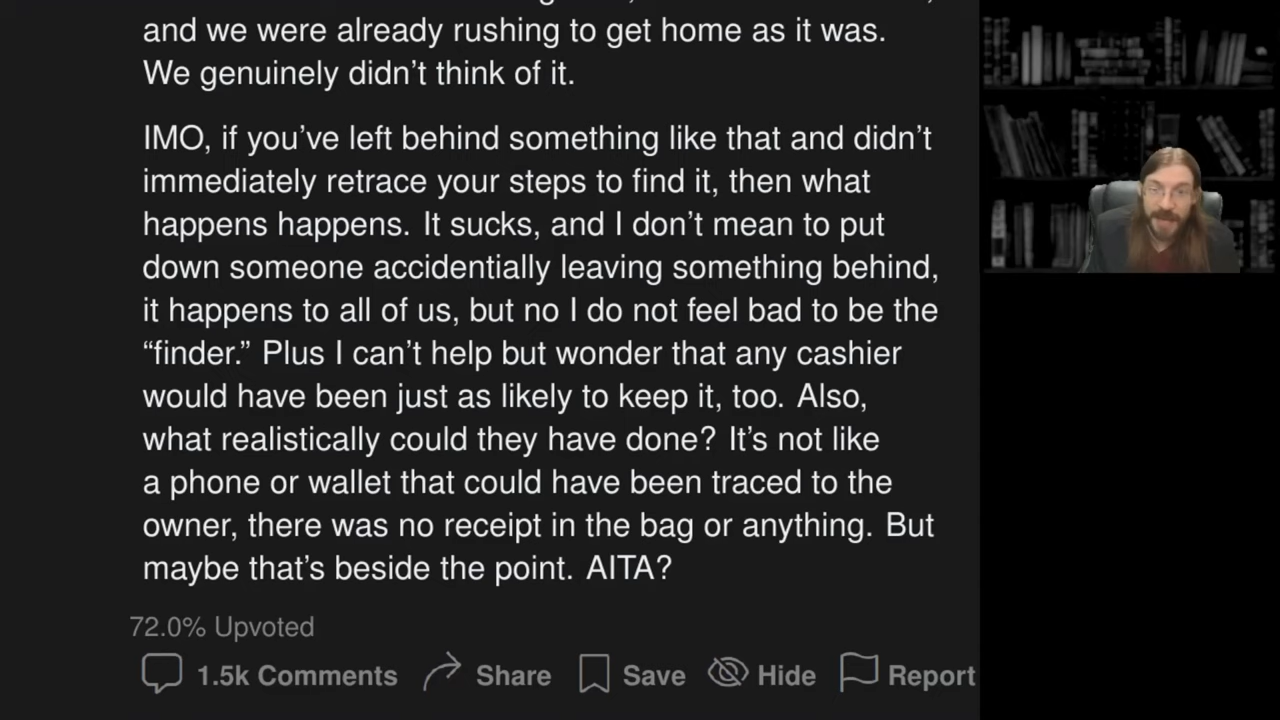 and we were already rushing to get home as it was.
We genuinely didn't think of it.
IMO, if you've left behind something like that and didn't
immediately retrace your steps to find it, then what
happens happens. It sucks, and I don't mean to put
down someone accidentially leaving something behind,
it happens to all of us, but no I do not feel bad to be the
“finder.” Plus I can't help but wonder that any cashier
would have been just as likely to keep it, too. Also,
what realistically could they have done? It's not like
a phone or wallet that could have been traced to the
owner, there was no receipt in the bag or anything. But
maybe that's beside the point. AITA?
72.0% Upvoted
1.5k Comments Share Save Hide Report